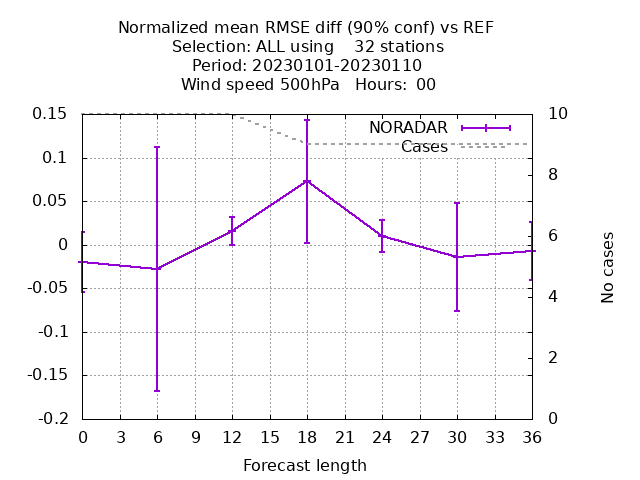 Normalized mean RMSE diff (90% conf) vs REF
Selection: ALL using    32 stations
Period: 20230101-20230110
Wind speed 500hPa   Hours:  00
0.15
0.1
0.05
0
-0.05
-0.1
-0.15
-0.2
10
8
6
4
2
0
NORADAR
Cases
No cases
0 3 6 9 12 15 18 21 24 27 30 33 36
Forecast length